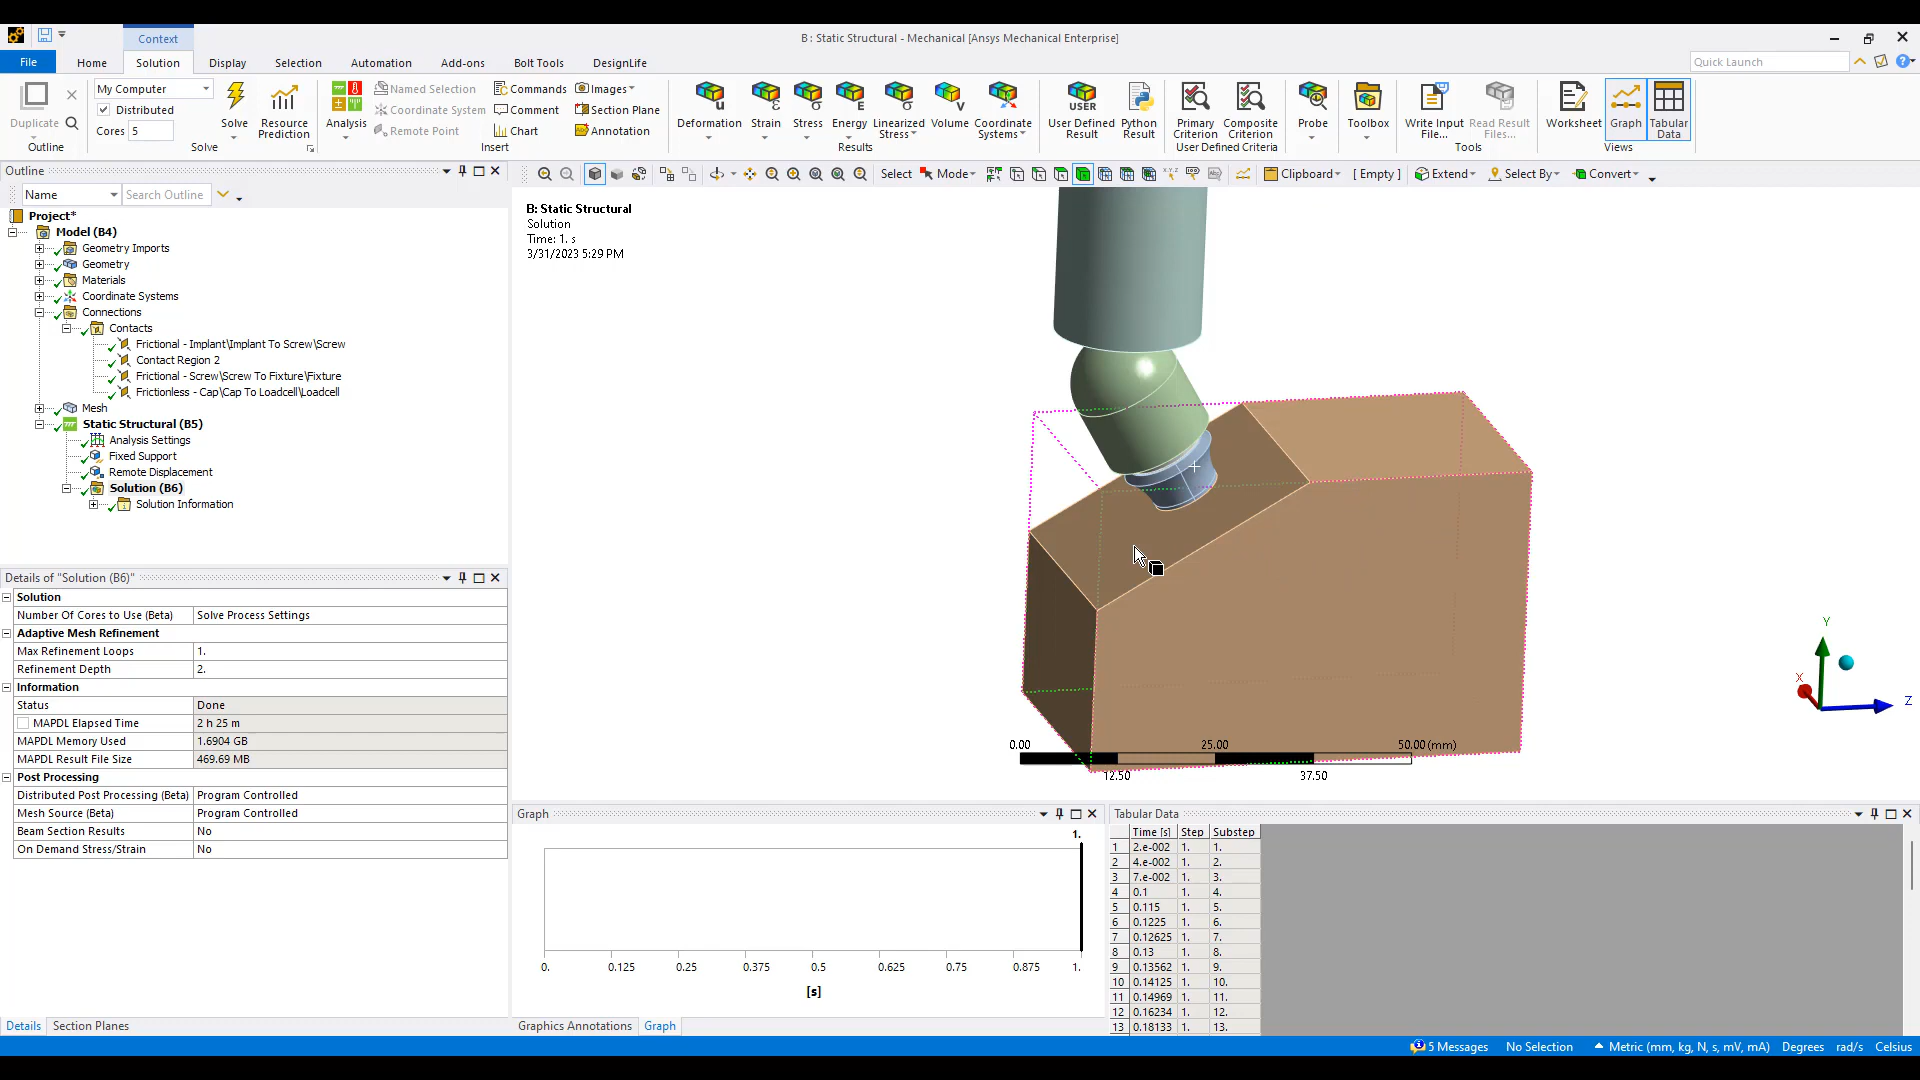 Context
B : Static Structural - Mechanical [Ansys Mechanical Enterprise]
File
Home
Solution
Display
Selection
Automation
Add-ons
Bolt Tools
DesignLife
Quick Launch
Duplicate
Outline
My Computer
Distributed
Cores 5
Solve
Resource Prediction
Solve
Analysis
Named Selection
Coordinate System
Remote Point
Commands
Comment
Chart
Images
Section Plane
Annotation
Insert
Deformation
Strain
Stress
Energy
Linearized Stress
Volume
Coordinate Systems
Results
User Defined Result
Python Result
Primary Criterion
Composite Criterion
User Defined Criteria
Probe
Toolbox
Write Input File...
Read Result Files...
Tools
Worksheet
Graph
Tabular Data
Views
Outline
Name
Search Outline
Select
Mode
Clipboard
[ Empty ]
Extend
Select By
Convert
Project*
Model (B4)
Geometry Imports
Geometry
Materials
Coordinate Systems
Connections
Contacts
Frictional - Implant\Implant To Screw\Screw
Contact Region 2
Frictional - Screw\Screw To Fixture\Fixture
Frictionless - Cap\Cap To Loadcell\Loadcell
Mesh
Static Structural (B5)
Analysis Settings
Fixed Support
Remote Displacement
Solution (B6)
Solution Information
B: Static Structural
Solution
Time: 1. s
3/31/2023 5:29 PM
Y
X
Z
0.00
25.00
50.00 (mm)
12.50
37.50
Details of "Solution (B6)"
Solution
Number Of Cores to Use (Beta) Solve Process Settings
Adaptive Mesh Refinement
Max Refinement Loops 1.
Refinement Depth 2.
Information
Status Done
MAPDL Elapsed Time 2 h 25 m
MAPDL Memory Used 1.6904 GB
MAPDL Result File Size 469.69 MB
Post Processing
Distributed Post Processing (Beta) Program Controlled
Mesh Source (Beta) Program Controlled
Beam Section Results No
On Demand Stress/Strain No
Details
Section Planes
Graph
1.
0. 0.125 0.25 0.375 0.5 0.625 0.75 0.875 1.
[s]
Graphics Annotations
Graph
Tabular Data
Time [s] Step Substep
1 2.e-002 1. 1.
2 4.e-002 1. 2.
3 7.e-002 1. 3.
4 0.1 1. 4.
5 0.115 1. 5.
6 0.1225 1. 6.
7 0.12625 1. 7.
8 0.13 1. 8.
9 0.13562 1. 9.
10 0.14125 1. 10.
11 0.14969 1. 11.
12 0.16234 1. 12.
13 0.18133 1. 13.
5 Messages
No Selection
Metric (mm, kg, N, s, mV, mA)
Degrees
rad/s
Celsius